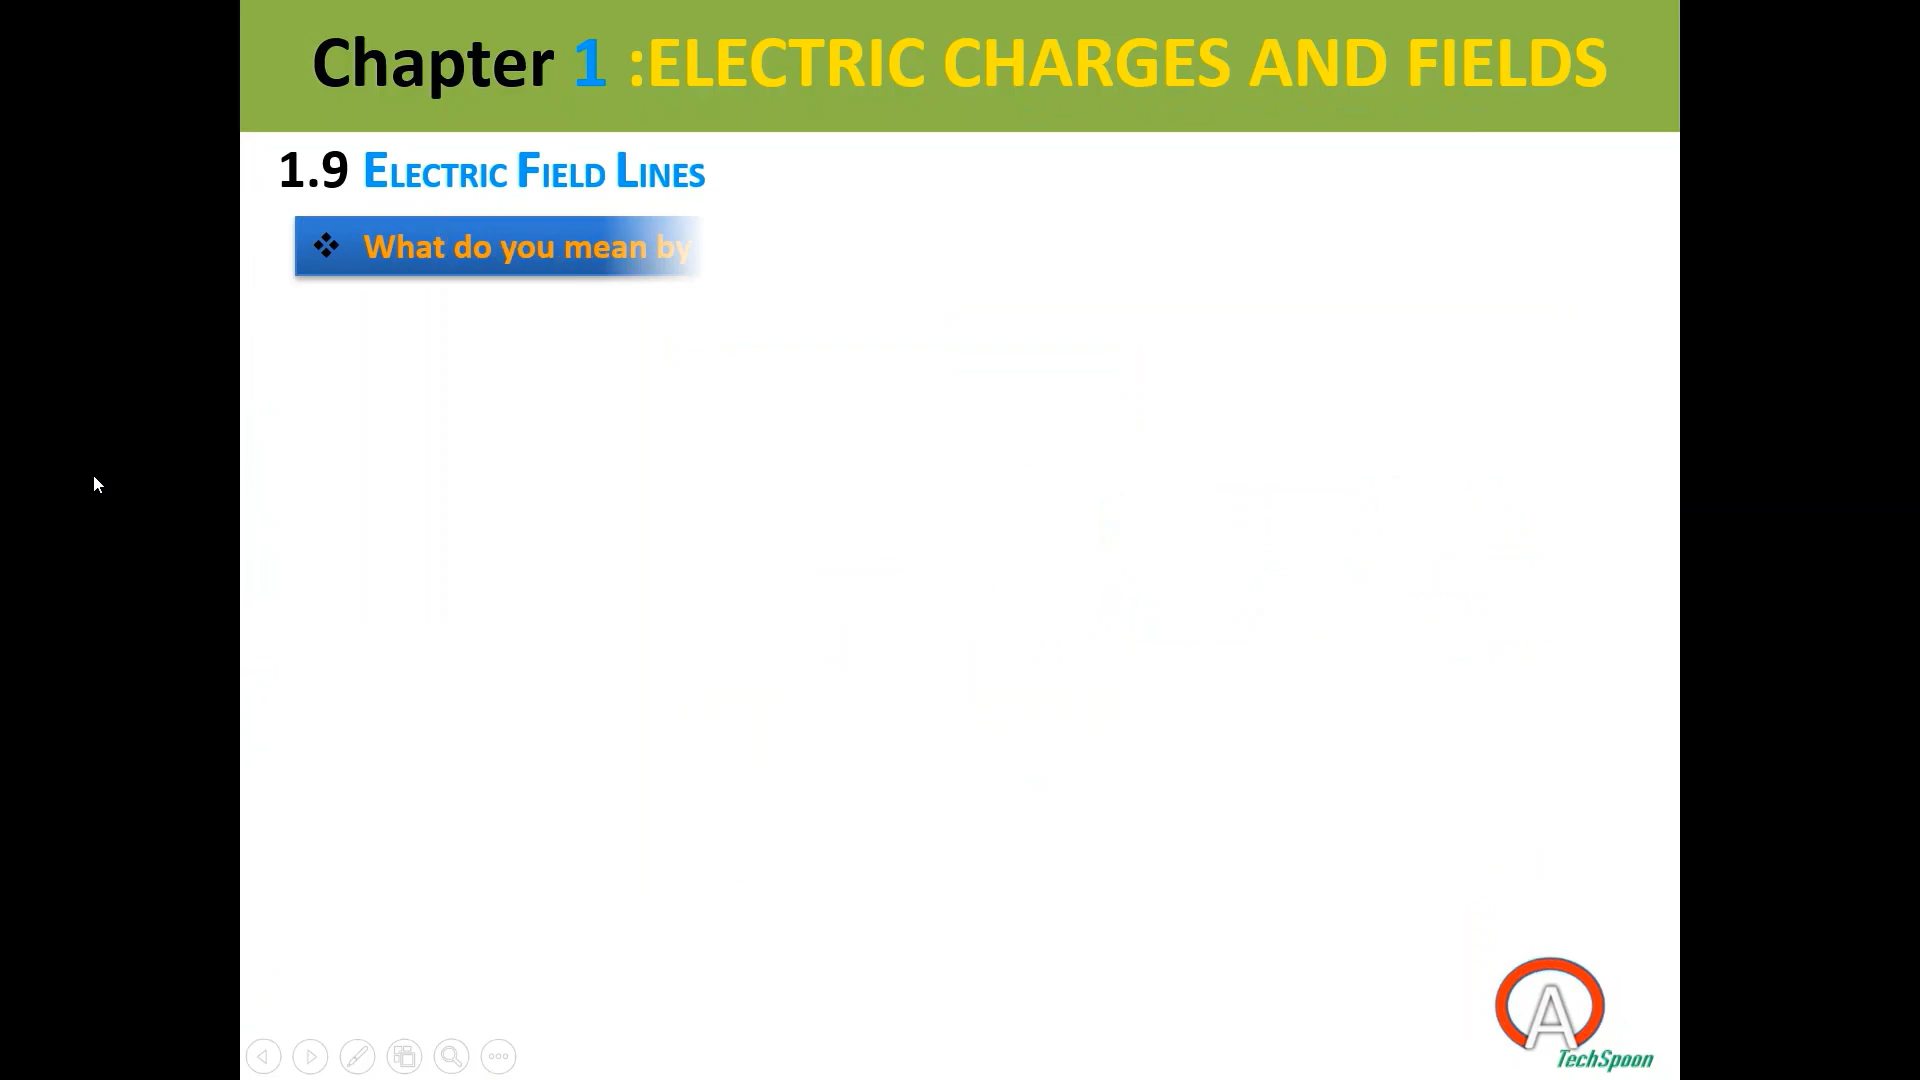 Chapter 1 :ELECTRIC CHARGES AND FIELDS
1.9 ELECTRIC FIELD LINES
❖ What do you mean by
A
TechSpoon